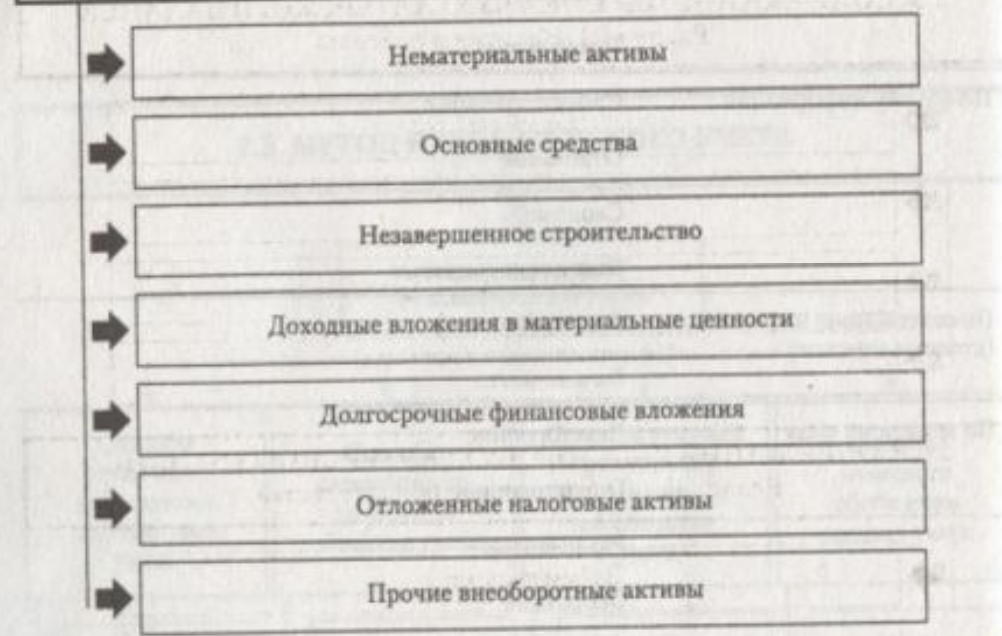 Нематериальные активы
Основные средства
Незавершенное строительство
Доходные вложения в материальные ценности
Долгосрочные финансовые вложения
Отложенные налоговые активы
Прочие внеоборотные активы